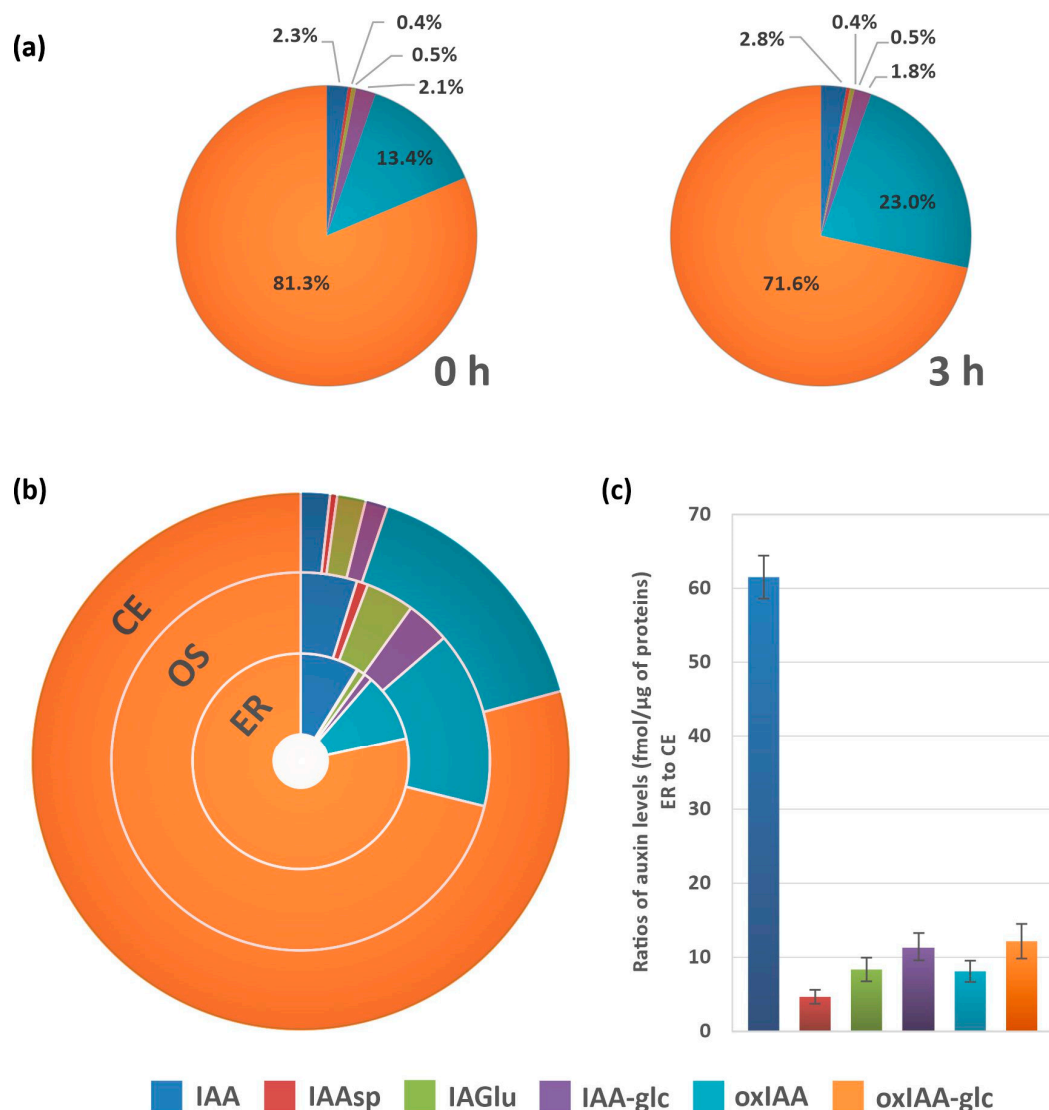 (a)
2.3%
0.4%
0.5%
2.1%
13.4%
81.3%
0 h
2.8%
0.4%
0.5%
1.8%
23.0%
71.6%
3 h
(b)
CE
OS
ER
(c)
Ratios of auxin levels (fmol/µg of proteins)
ER to CE
70
60
50
40
30
20
10
0
IAA IAAsp IAGlu IAA-glc oxIAA oxIAA-glc